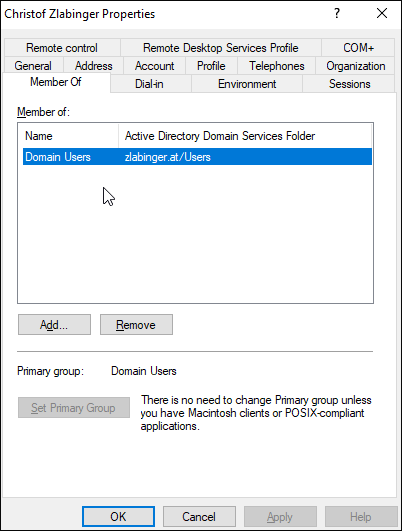 Christof Zlabinger Properties
?
Remote control Remote Desktop Services Profile COM+
General Address Account Profile Telephones Organization
Member Of Dial-in Environment Sessions
Member of:
Name Active Directory Domain Services Folder
Domain Users zlabinger.at/Users
Add... Remove
Primary group: Domain Users
Set Primary Group
There is no need to change Primary group unless
you have Macintosh clients or POSIX-compliant
applications.
OK Cancel Apply Help